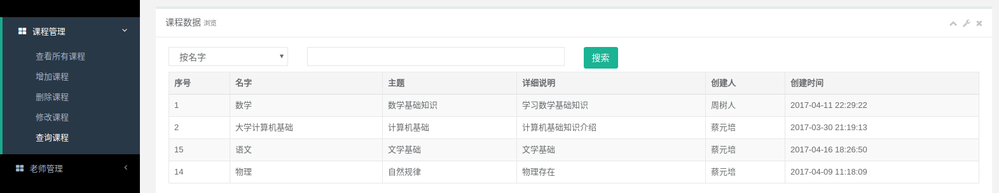 课程管理
查看所有课程
增加课程
删除课程
修改课程
查询课程
老师管理
课程数据 浏览
按名字 搜索
序号 名字 主题 详细说明 创建人 创建时间
1 数学 数学基础知识 学习数学基础知识 周树人 2017-04-11 22:29:22
2 大学计算机基础 计算机基础 计算机基础知识介绍 蔡元培 2017-03-30 21:19:13
15 语文 文学基础 文学基础 蔡元培 2017-04-16 18:26:50
14 物理 自然规律 物理存在 蔡元培 2017-04-09 11:18:09